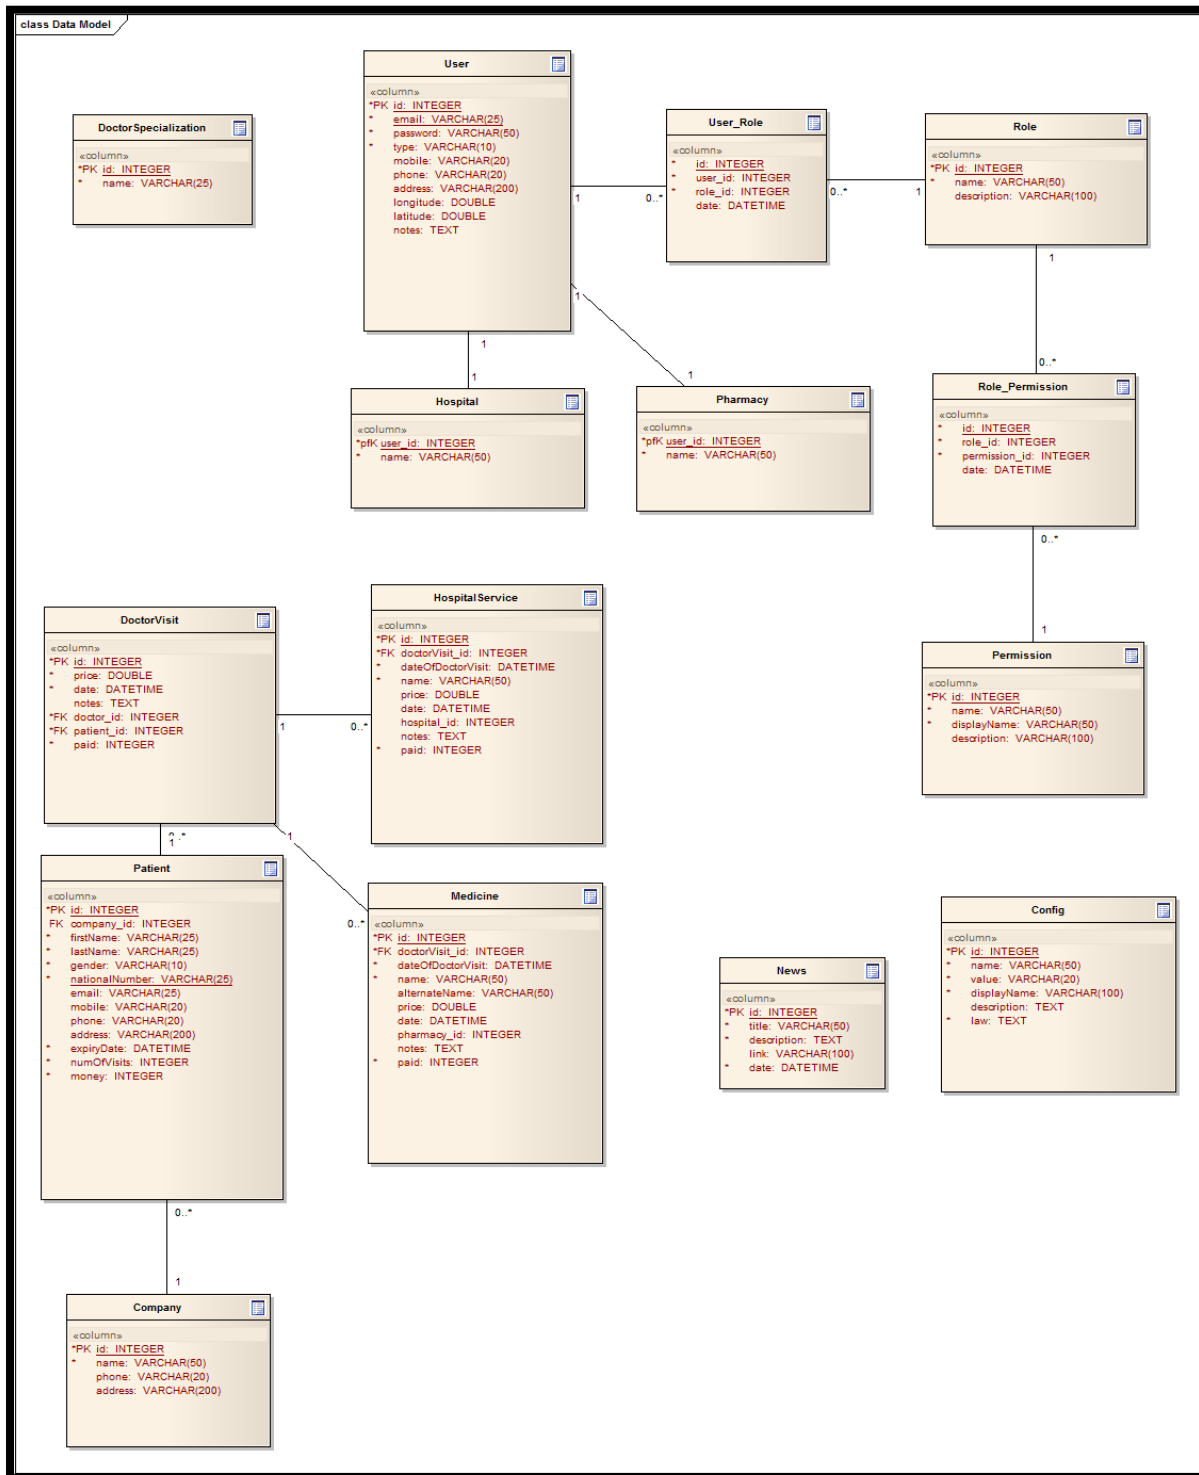 class Data Model
User
«column»
*PK id: INTEGER
* email: VARCHAR(25)
* password: VARCHAR(50)
* type: VARCHAR(10)
mobile: VARCHAR(20)
phone: VARCHAR(20)
address: VARCHAR(200)
longitude: DOUBLE
latitude: DOUBLE
notes: TEXT
DoctorSpecialization
«column»
*PK id: INTEGER
* name: VARCHAR(25)
User_Role
«column»
* id: INTEGER
* user_id: INTEGER
* role_id: INTEGER
date: DATETIME
Role
«column»
*PK id: INTEGER
* name: VARCHAR(50)
description: VARCHAR(100)
1
0..*
0..*
1
1
0..*
1
1
1
1
Hospital
«column»
*pfK user_id: INTEGER
* name: VARCHAR(50)
Pharmacy
«column»
*pfK user_id: INTEGER
* name: VARCHAR(50)
Role_Permission
«column»
* id: INTEGER
* role_id: INTEGER
* permission_id: INTEGER
date: DATETIME
0..*
1
DoctorVisit
«column»
*PK id: INTEGER
* price: DOUBLE
* date: DATETIME
notes: TEXT
*FK doctor_id: INTEGER
*FK patient_id: INTEGER
* paid: INTEGER
1
0..*
HospitalService
«column»
*PK id: INTEGER
*FK doctorVisit_id: INTEGER
* dateOfDoctorVisit: DATETIME
* name: VARCHAR(50)
price: DOUBLE
date: DATETIME
hospital_id: INTEGER
notes: TEXT
* paid: INTEGER
Permission
«column»
*PK id: INTEGER
* name: VARCHAR(50)
* displayName: VARCHAR(50)
description: VARCHAR(100)
1
1
0..*
Patient
«column»
*PK id: INTEGER
FK company_id: INTEGER
* firstName: VARCHAR(25)
* lastName: VARCHAR(25)
* gender: VARCHAR(10)
* nationalNumber: VARCHAR(25)
email: VARCHAR(25)
mobile: VARCHAR(20)
phone: VARCHAR(20)
address: VARCHAR(200)
* expiryDate: DATETIME
* numOfVisits: INTEGER
* money: INTEGER
Medicine
«column»
*PK id: INTEGER
*FK doctorVisit_id: INTEGER
* dateOfDoctorVisit: DATETIME
* name: VARCHAR(50)
alternateName: VARCHAR(50)
price: DOUBLE
date: DATETIME
pharmacy_id: INTEGER
notes: TEXT
* paid: INTEGER
News
«column»
*PK id: INTEGER
* title: VARCHAR(50)
* description: TEXT
link: VARCHAR(100)
* date: DATETIME
Config
«column»
*PK id: INTEGER
* name: VARCHAR(50)
* value: VARCHAR(20)
* displayName: VARCHAR(100)
description: TEXT
* law: TEXT
0..*
1
Company
«column»
*PK id: INTEGER
* name: VARCHAR(50)
phone: VARCHAR(20)
address: VARCHAR(200)